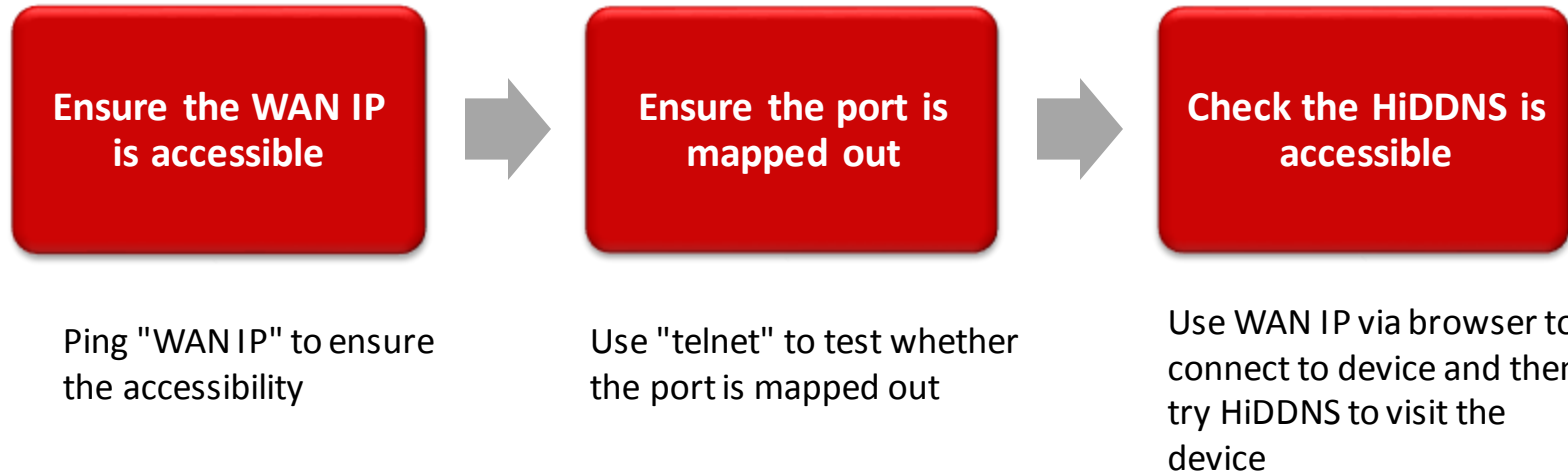 Ensure the WAN IP
is accessible
Ensure the port is
mapped out
Check the HiDDNS is
accessible
Ping "WAN IP" to ensure
the accessibility
Use "telnet" to test whether
the port is mapped out
Use WAN IP via browser to
connect to device and then
try HiDDNS to visit the
device